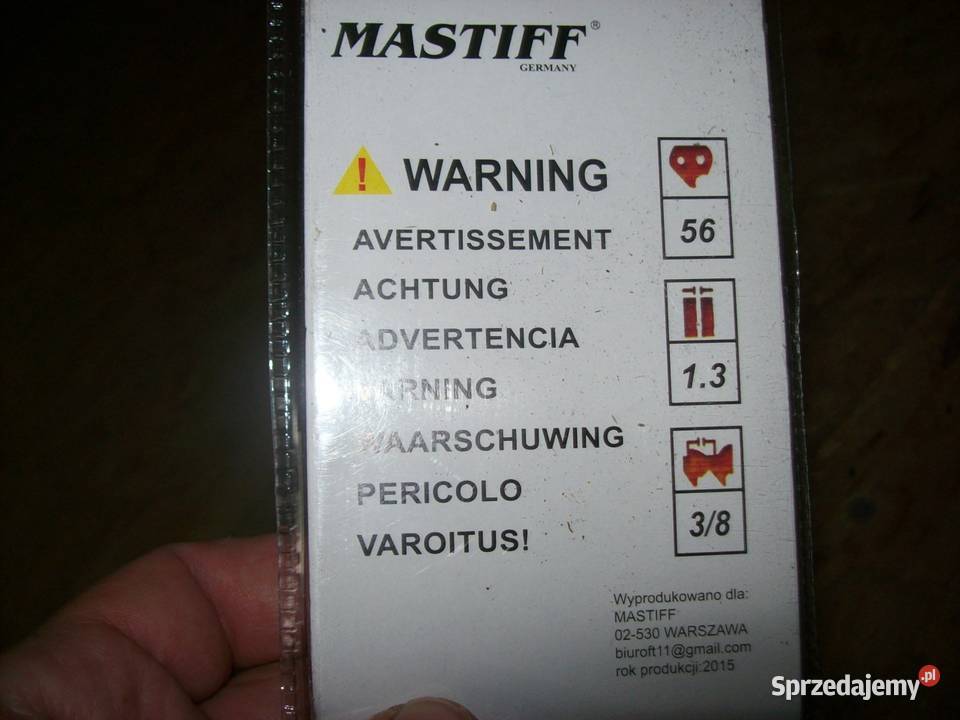 MASTIFF®
GERMANY
! WARNING
AVERTISSEMENT
ACHTUNG
ADVERTENCIA
WARNING
WAARSCHUWING
PERICOLO
VAROITUS!
56
1.3
3/8
Wyprodukowano dla:
MASTIFF
02-530 WARSZAWA
biuroft11@gmail.com
rok produkcji:2015
Sprzedajemy.pl